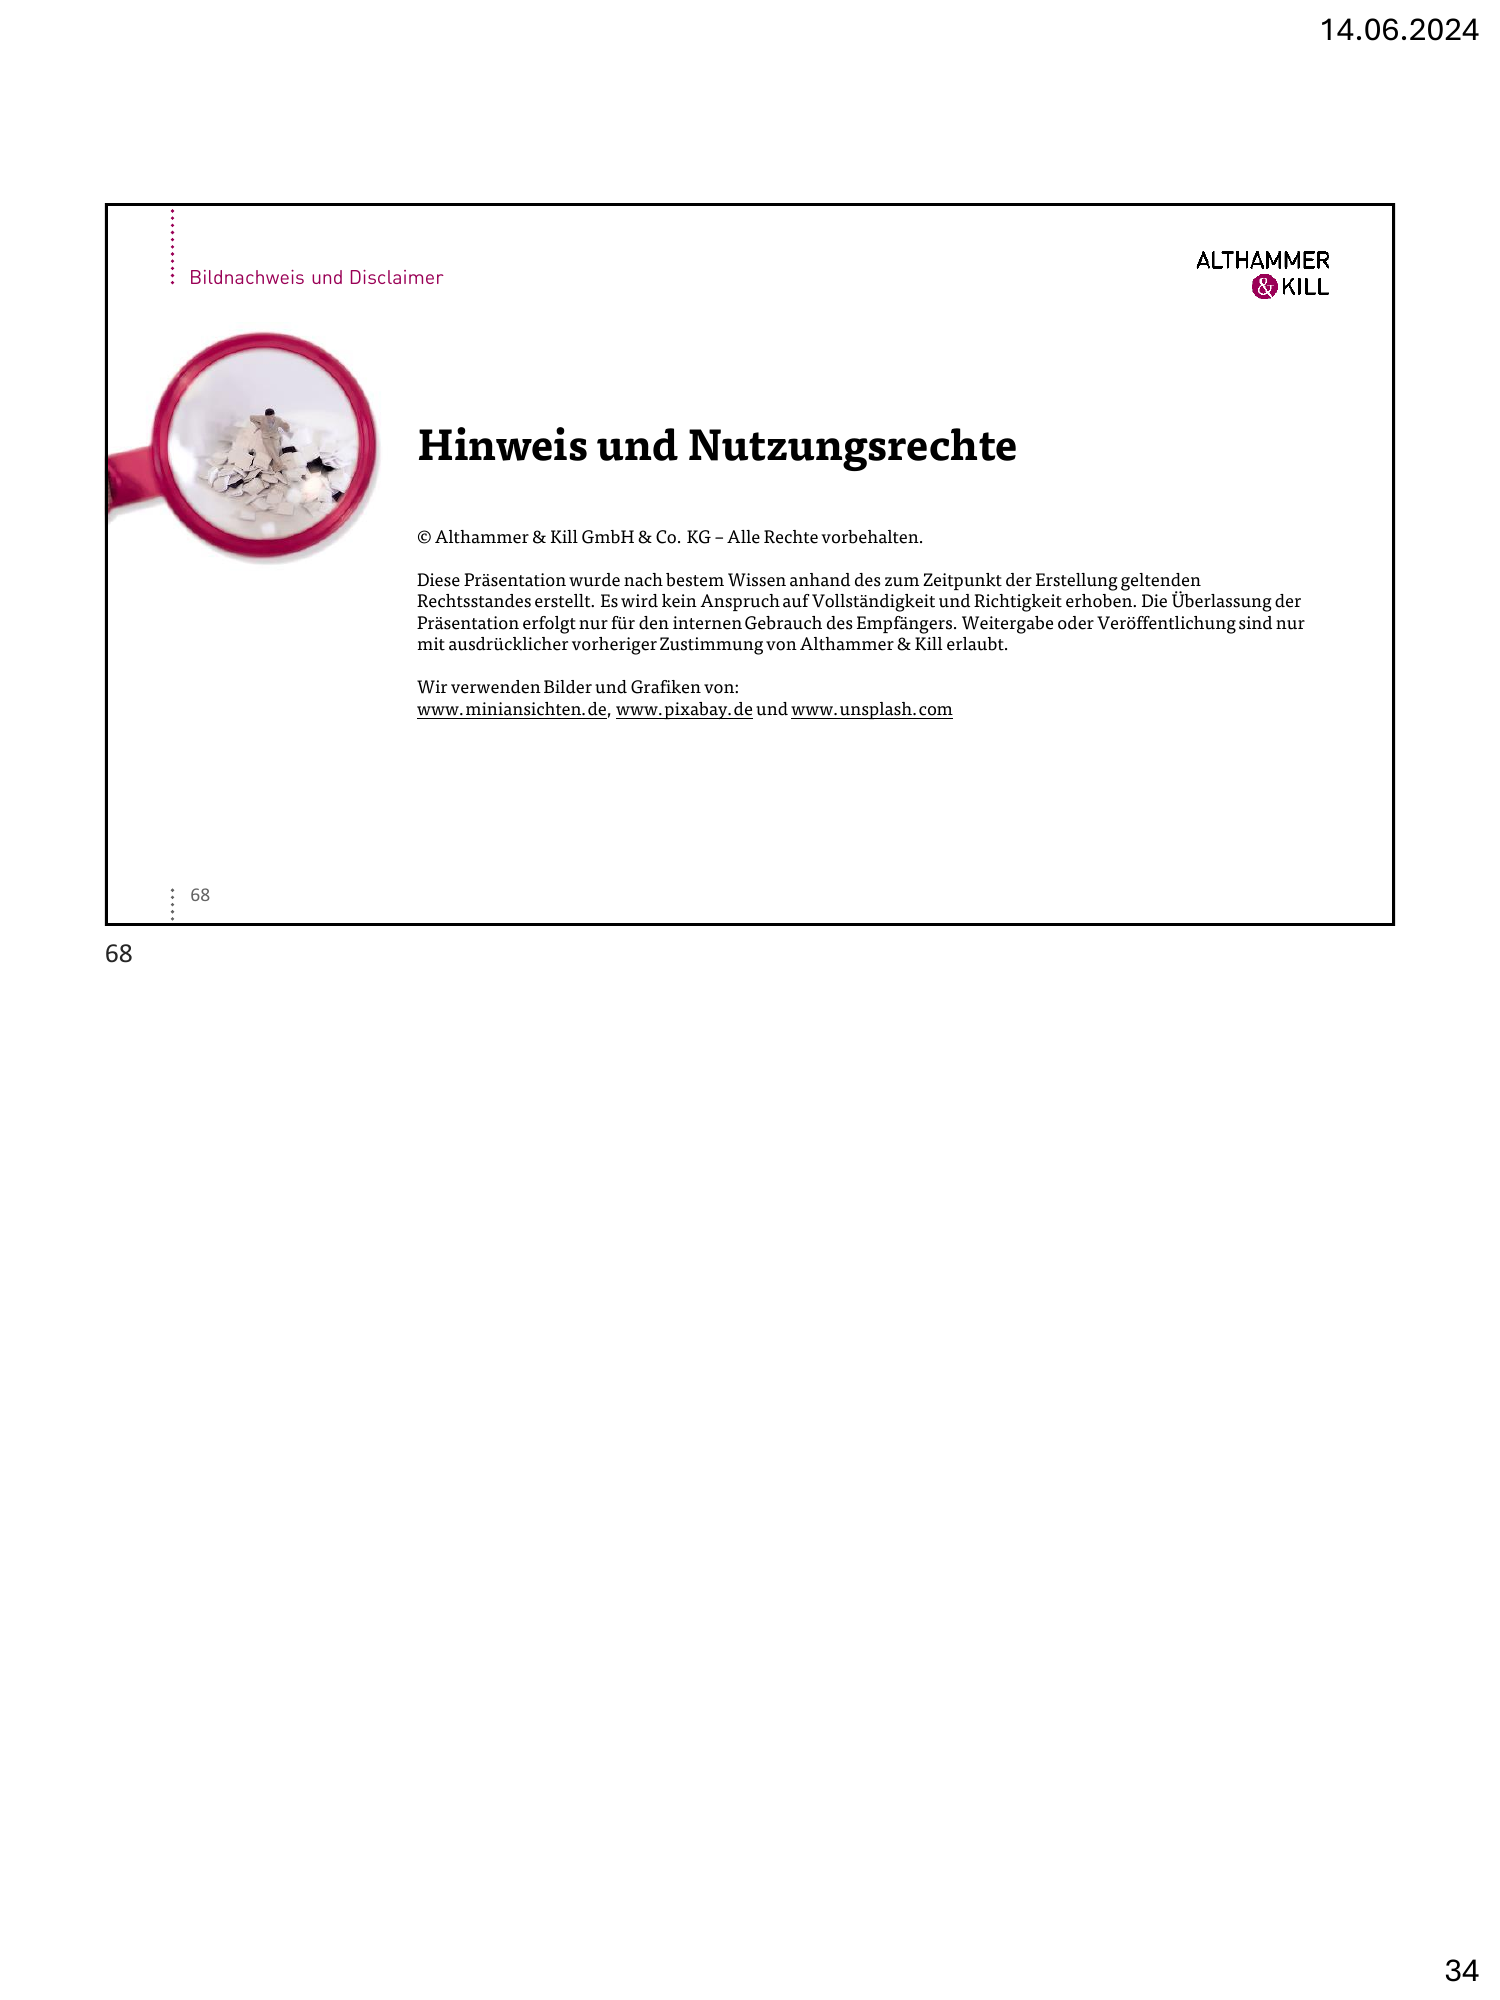 14.06.2024
Bildnachweis und Disclaimer
ALTHAMMER
& KILL
Hinweis und Nutzungsrechte
© Althammer & Kill GmbH & Co. KG – Alle Rechte vorbehalten.
Diese Präsentation wurde nach bestem Wissen anhand des zum Zeitpunkt der Erstellung geltenden
Rechtsstandes erstellt. Es wird kein Anspruch auf Vollständigkeit und Richtigkeit erhoben. Die Überlassung der
Präsentation erfolgt nur für den internen Gebrauch des Empfängers. Weitergabe oder Veröffentlichung sind nur
mit ausdrücklicher vorheriger Zustimmung von Althammer & Kill erlaubt.
Wir verwenden Bilder und Grafiken von:
www.miniansichten.de, www.pixabay.de und www.unsplash.com
68
68
34